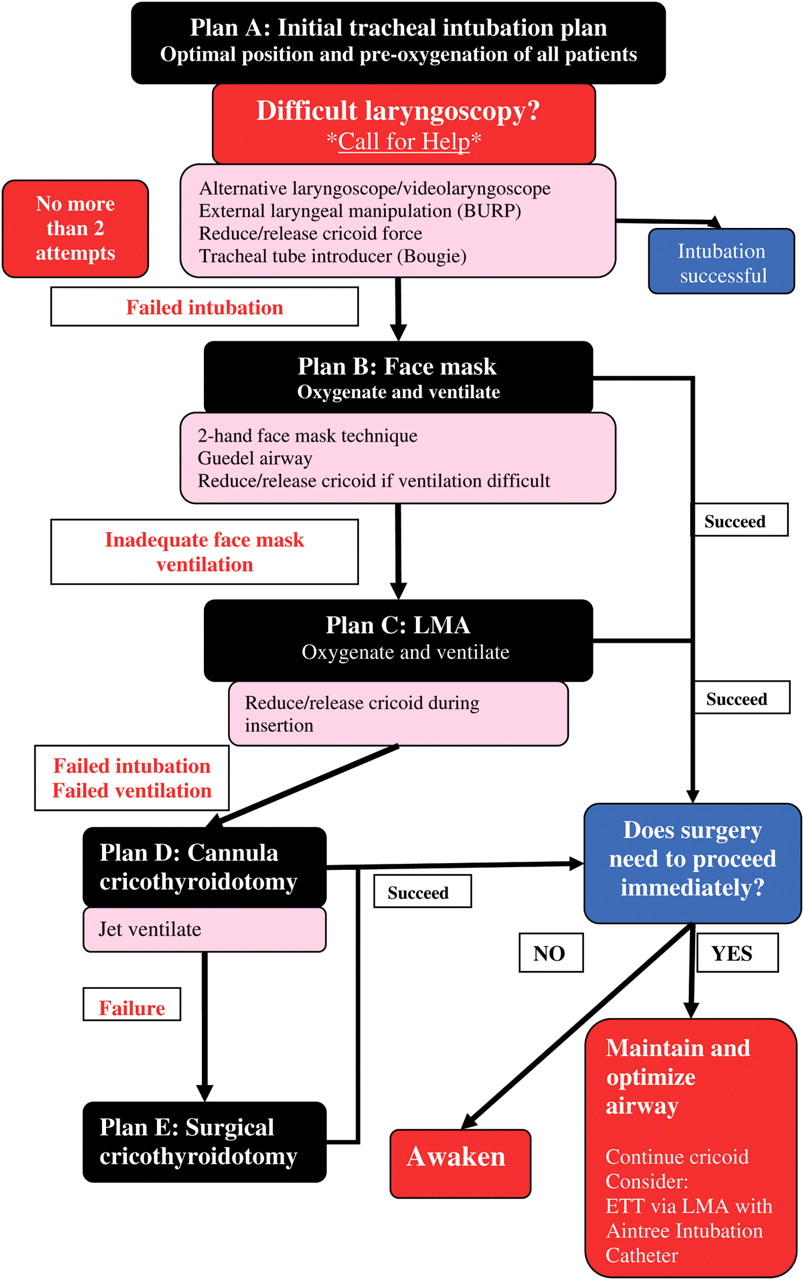 Plan A: Initial tracheal intubation plan
Optimal position and pre-oxygenation of all patients
Difficult laryngoscopy?
*Call for Help*
No more
than 2
attempts
Alternative laryngoscope/videolaryngoscope
External laryngeal manipulation (BURP)
Reduce/release cricoid force
Tracheal tube introducer (Bougie)
Intubation
successful
Failed intubation
Plan B: Face mask
Oxygenate and ventilate
2-hand face mask technique
Guedel airway
Reduce/release cricoid if ventilation difficult
Succeed
Inadequate face mask
ventilation
Plan C: LMA
Oxygenate and ventilate
Reduce/release cricoid during
insertion
Succeed
Failed intubation
Failed ventilation
Plan D: Cannula
cricothyroidotomy
Jet ventilate
Succeed
Does surgery
need to proceed
immediately?
NO
YES
Failure
Plan E: Surgical
cricothyroidotomy
Awaken
Maintain and
optimize
airway
Continue cricoid
Consider:
ETT via LMA with
Aintree Intubation
Catheter